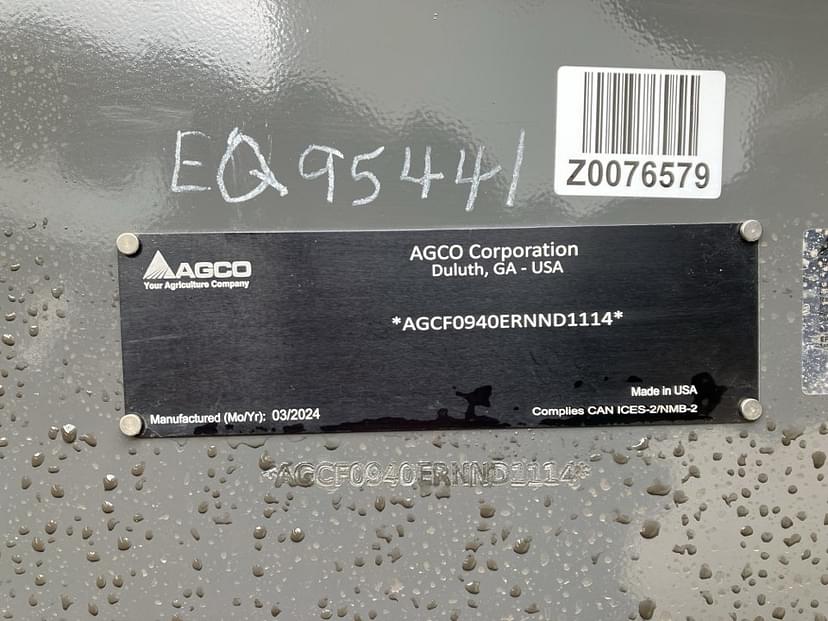 EQ95441
Z0076579
AGCO
Your Agriculture Company
AGCO Corporation
Duluth, GA - USA
*AGCF0940ERNND1114*
Made in USA
Manufactured (Mo/Yr): 03/2024
Complies CAN ICES-2/NMB-2
*AGCF0940ERNND1114*